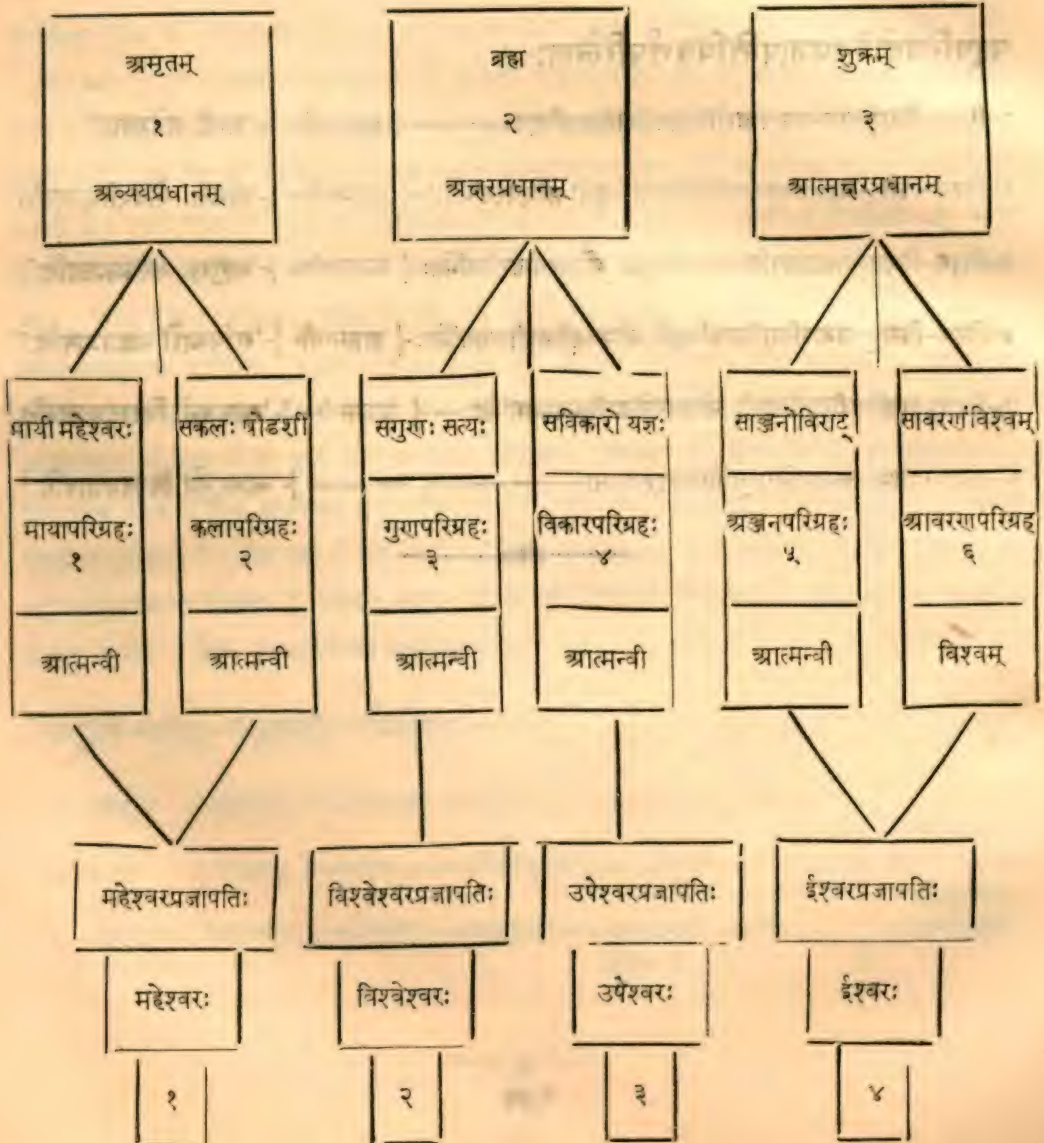 अमृतम्
१
अव्ययप्रधानम्
ब्रह्म
२
अक्षरप्रधानम्
शुक्रम्
३
आत्मक्षरप्रधानम्
मायी महेश्वरः
मायापरिग्रहः
१
आत्मन्वी
सकलः षोडशी
कलापरिग्रहः
२
आत्मन्वी
सगुणः सत्यः
गुणपरिग्रहः
३
आत्मन्वी
सविकारो यज्ञः
विकारपरिग्रहः
४
आत्मन्वी
साञ्जनोविराट्
अञ्जनपरिग्रहः
५
आत्मन्वी
सावरणंविश्वम्
आवरणपरिग्रह
६
विश्वम्
महेश्वरप्रजापतिः
विश्वेश्वरप्रजापतिः
उपेश्वरप्रजापतिः
ईश्वरप्रजापतिः
महेश्वरः
विश्वेश्वरः
उपेश्वरः
ईश्वरः
१
२
३
४